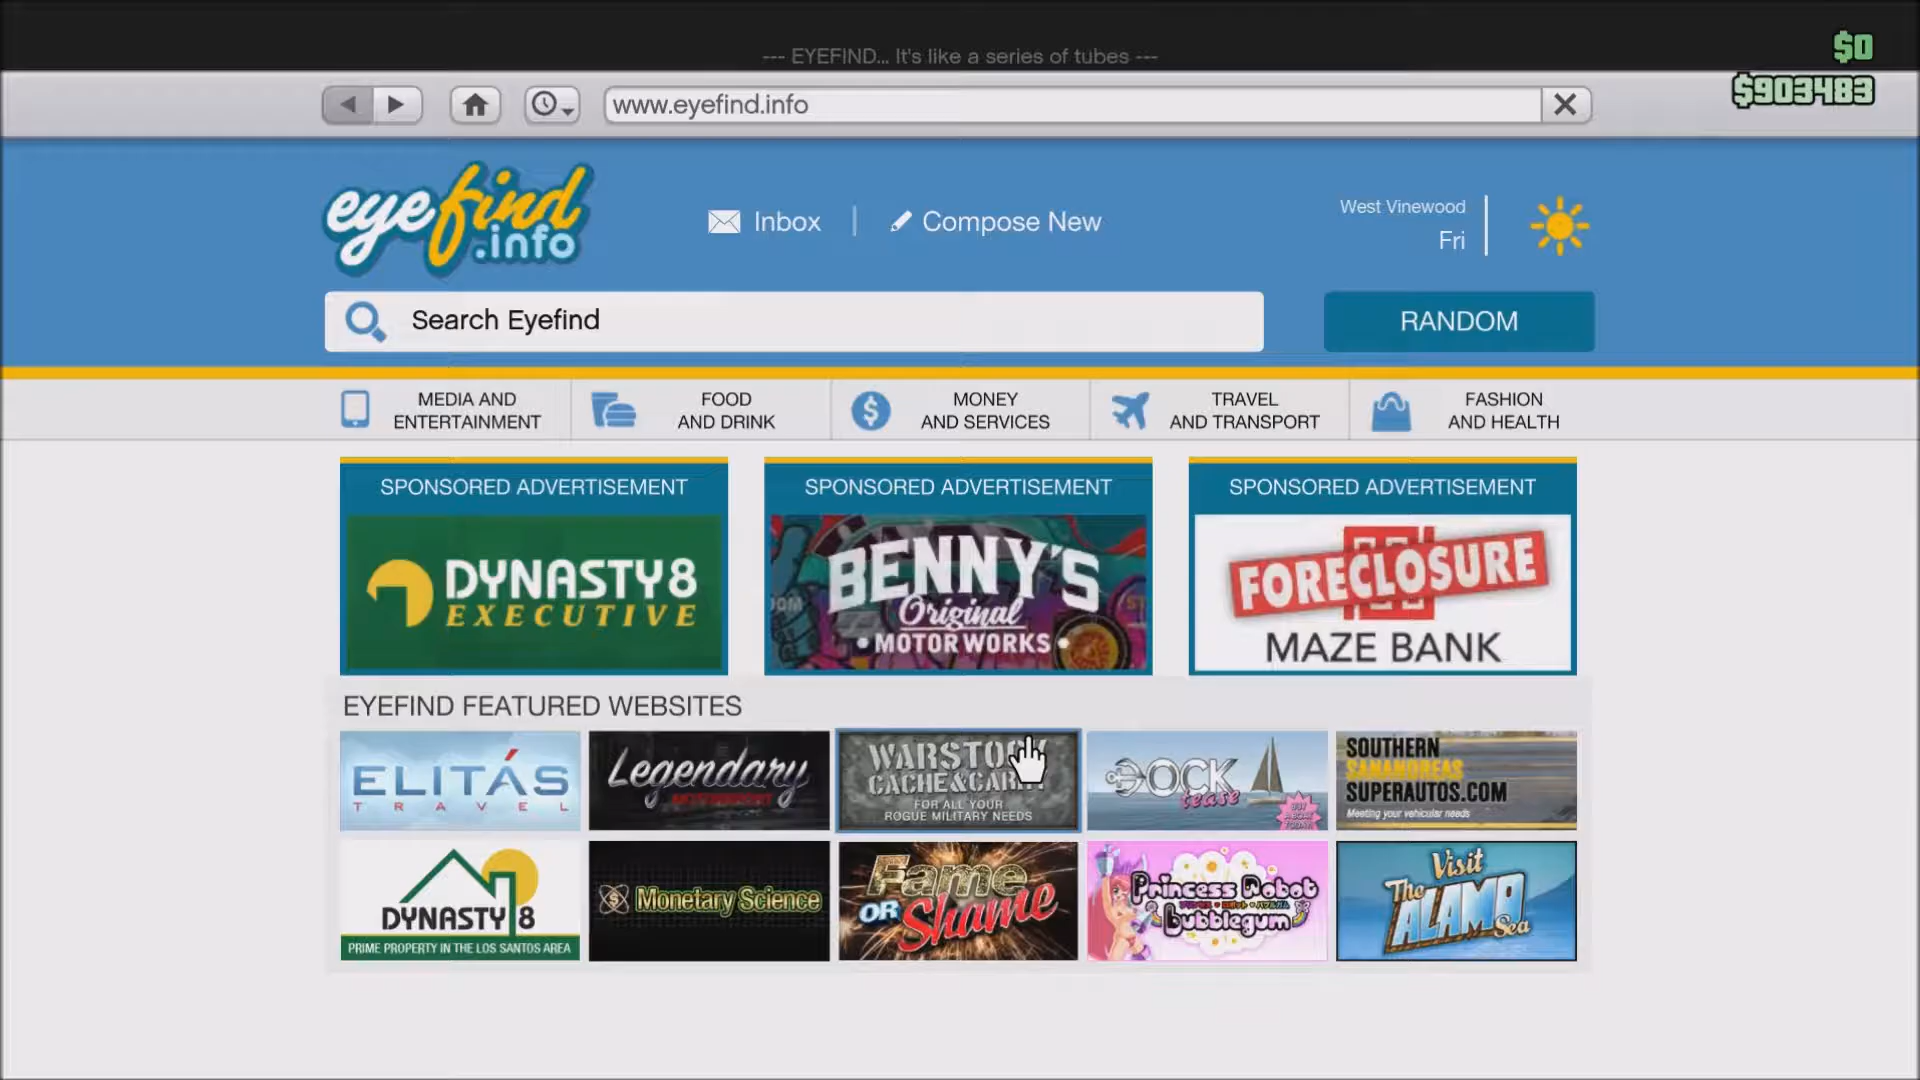 --- EYEFIND... It's like a series of tubes ---
$0
$903483
www.eyefind.info
eyefind
.info
Inbox
Compose New
West Vinewood
Fri
Search Eyefind
RANDOM
MEDIA AND
ENTERTAINMENT
FOOD
AND DRINK
MONEY
AND SERVICES
TRAVEL
AND TRANSPORT
FASHION
AND HEALTH
SPONSORED ADVERTISEMENT
DYNASTY8
EXECUTIVE
SPONSORED ADVERTISEMENT
BENNY'S
Original
MOTORWORKS
SPONSORED ADVERTISEMENT
FORECLOSURE
MAZE BANK
EYEFIND FEATURED WEBSITES
ELITÁS
TRAVEL
Legendary
MOTORSPORT
CACHE&
FOR ALL YOUR
ROGUE MILITARY NEEDS
DOCK
tease
SOUTHERN
SANANDREAS
SUPERAUTOS.COM
Meeting your vehicular needs
DYNASTY 8
PRIME PROPERTY IN THE LOS SANTOS AREA
Monetary Science
Fame
OR Shame
Princess Robot
Bubblegum
Visit
The
ALAMO
Sea